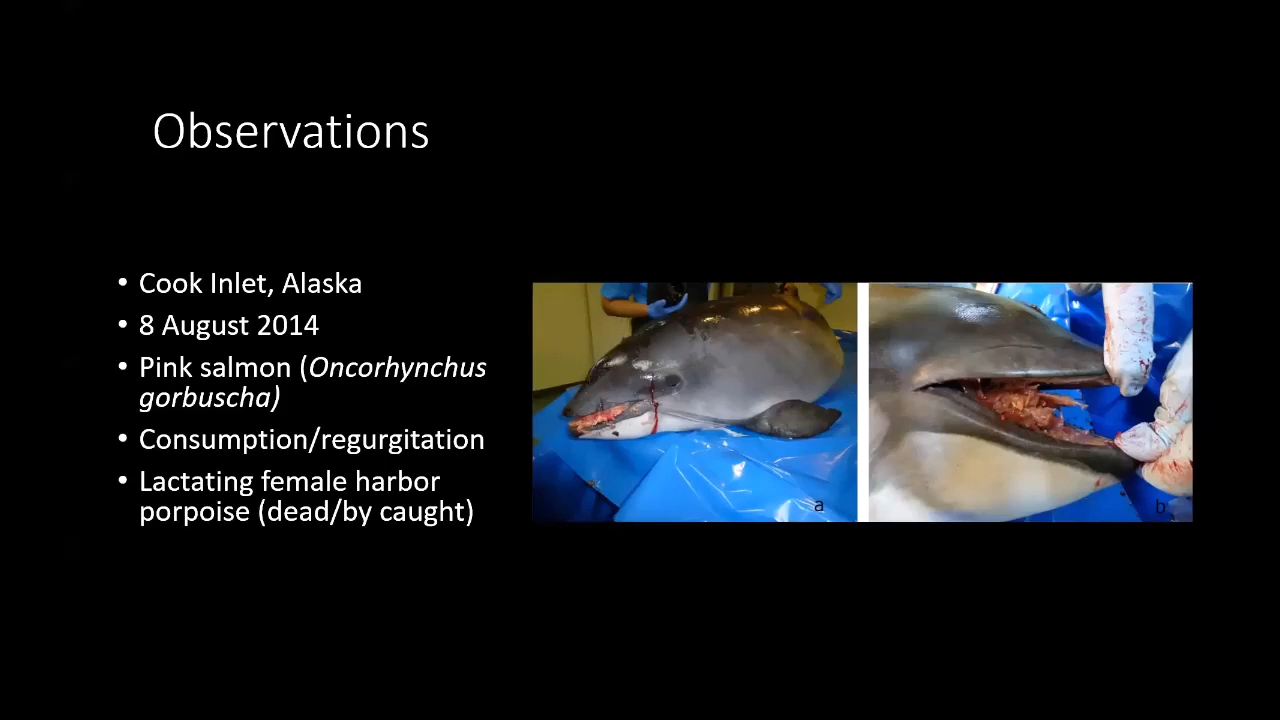 Observations
• Cook Inlet, Alaska
• 8 August 2014
• Pink salmon (Oncorhynchus
gorbuscha)
• Consumption/regurgitation
• Lactating female harbor
porpoise (dead/by caught)
a
b